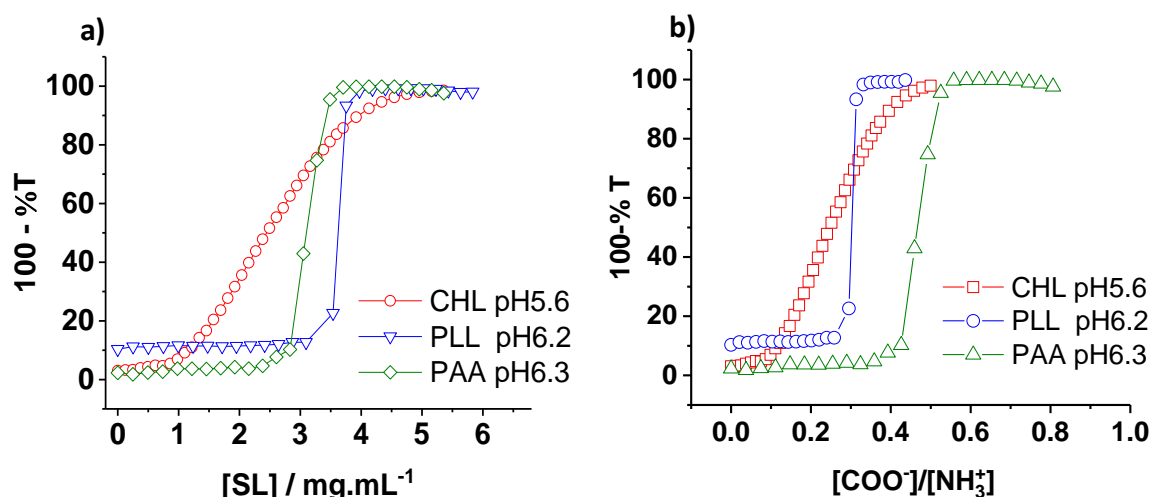 a)
100 - %T
100
80
60
40
20
0
CHL pH5.6
PLL pH6.2
PAA pH6.3
0 1 2 3 4 5 6
[SL] / mg.mL⁻¹
b)
100-% T
100
80
60
40
20
0
CHL pH5.6
PLL pH6.2
PAA pH6.3
0.0 0.2 0.4 0.6 0.8 1.0
[COO⁻]/[NH₃⁺]